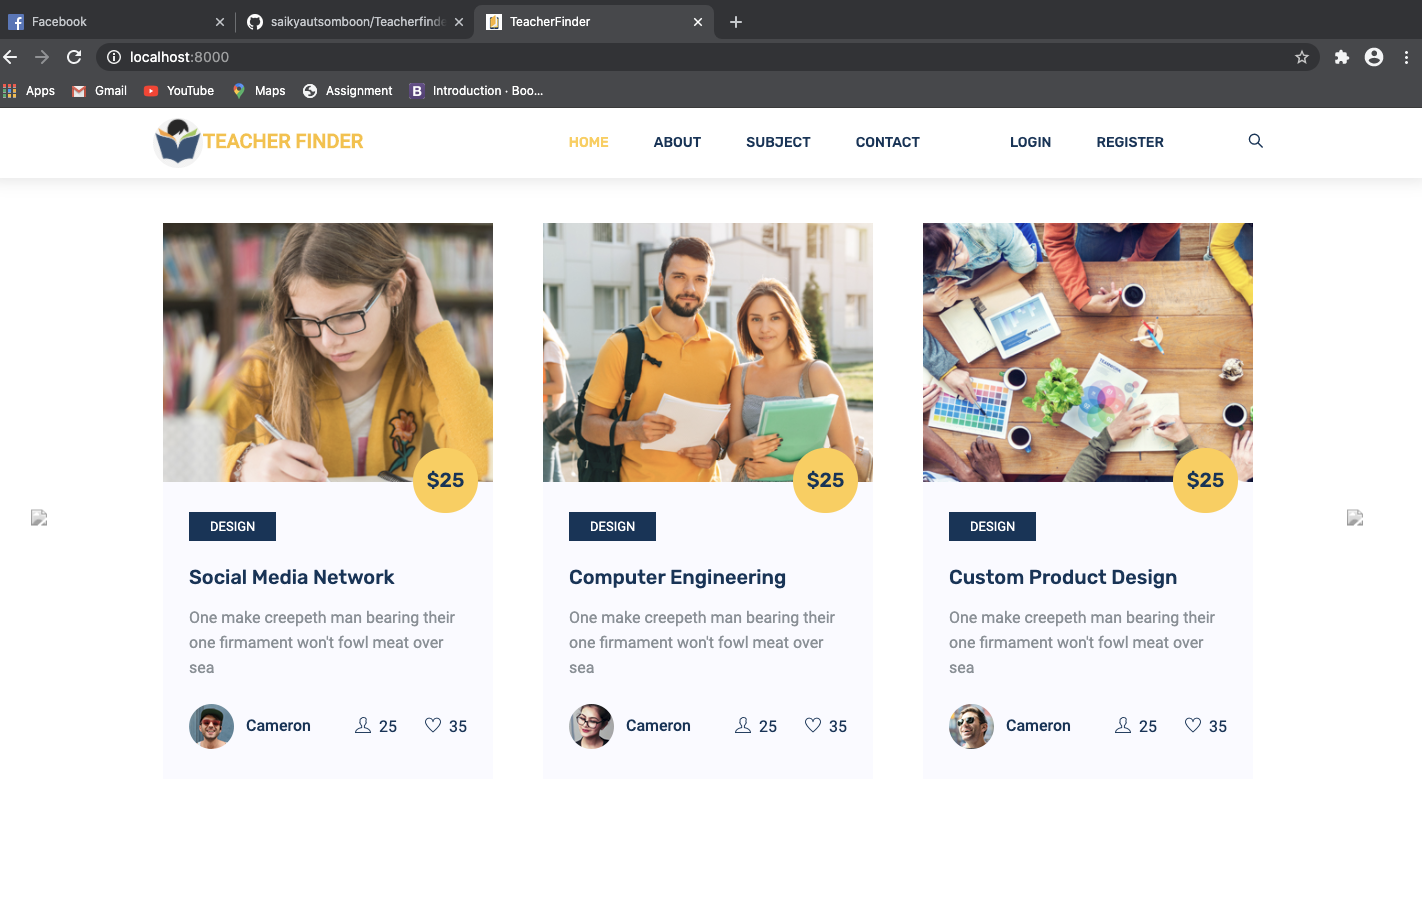 Facebook
saikyautsomboon/Teacherfinde
TeacherFinder
localhost:8000
Apps
Gmail
YouTube
Maps
Assignment
B
Introduction · Boo...
TEACHER FINDER
HOME
ABOUT
SUBJECT
CONTACT
LOGIN
REGISTER
$25
$25
$25
DESIGN
DESIGN
DESIGN
Social Media Network
Computer Engineering
Custom Product Design
One make creepeth man bearing their
one firmament won't fowl meat over
sea
One make creepeth man bearing their
one firmament won't fowl meat over
sea
One make creepeth man bearing their
one firmament won't fowl meat over
sea
Cameron
25
35
Cameron
25
35
Cameron
25
35